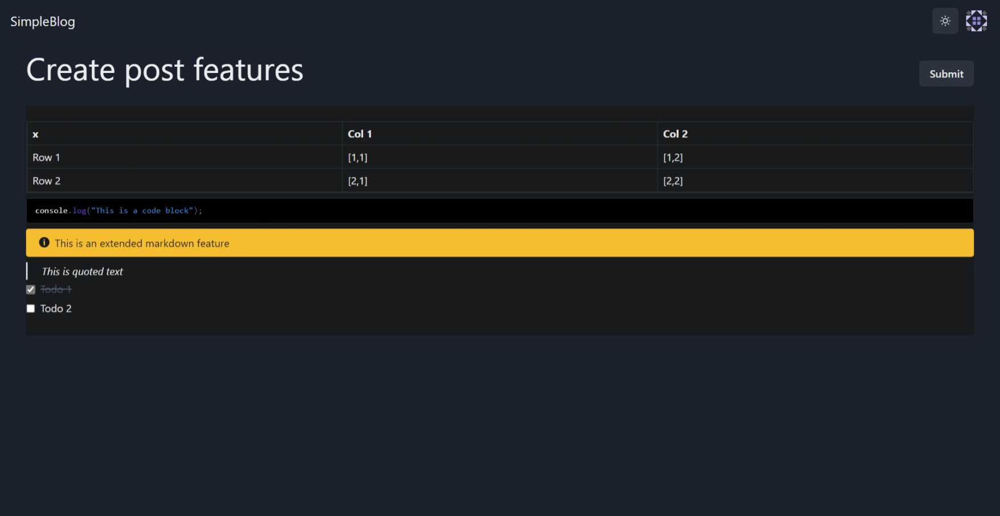 SimpleBlog
Create post features
Submit
x Col 1 Col 2
Row 1 [1,1] [1,2]
Row 2 [2,1] [2,2]
console.log("This is a code block");
This is an extended markdown feature
This is quoted text
Todo 1
Todo 2